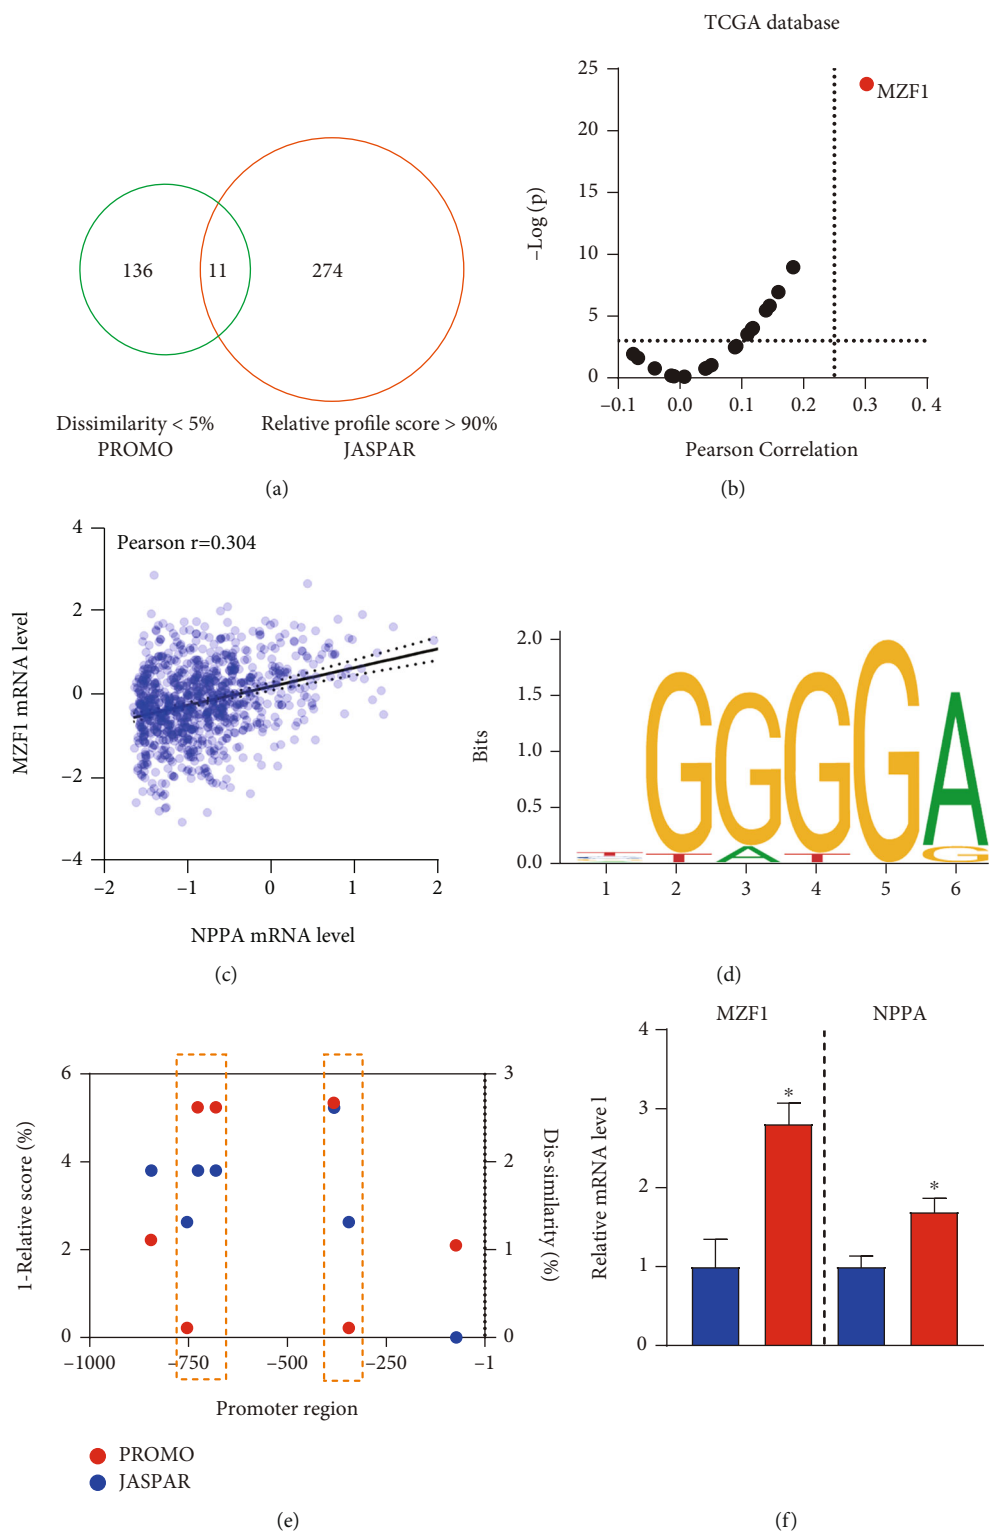 136
11
274
Dissimilarity < 5%
PROMO
Relative profile score > 90%
JASPAR
(a)
TCGA database
25
20
15
10
5
0
–Log (p)
MZF1
–0.1
0.0
0.1
0.2
0.3
0.4
Pearson Correlation
(b)
4
2
0
–2
–4
MZF1 mRNA level
Pearson r=0.304
–2
–1
0
1
2
NPPA mRNA level
(c)
2.0
1.5
1.0
0.5
0.0
Bits
G
T
G
A
G
T
G
A
G
1
2
3
4
5
6
(d)
6
4
2
0
1-Relative score (%)
3
2
1
0
Dis-similarity (%)
–1000
–750
–500
–250
–1
Promoter region
PROMO
JASPAR
(e)
MZF1
NPPA
4
3
2
1
0
Relative mRNA leve l
*
*
(f)